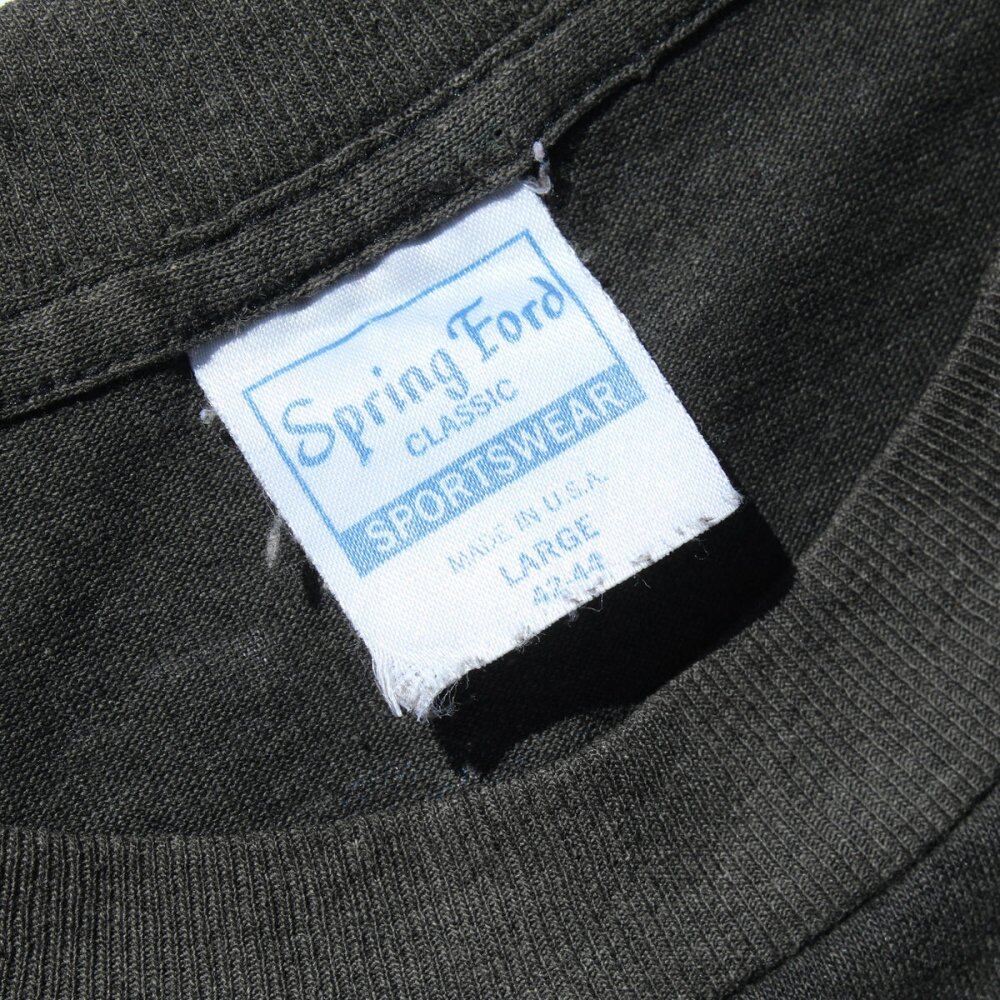 Spring Ford
CLASSIC
SPORTSWEAR
MADE IN U.S.A.
LARGE
42-44